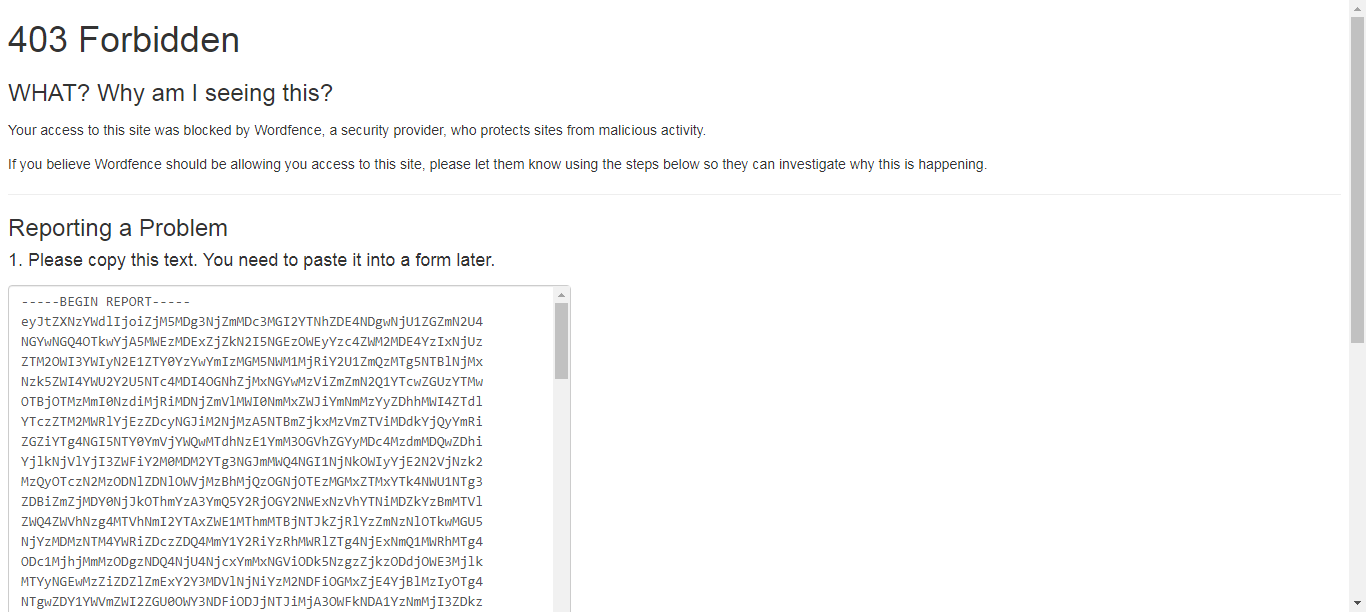 403 Forbidden
WHAT? Why am I seeing this?
Your access to this site was blocked by Wordfence, a security provider, who protects sites from malicious activity.
If you believe Wordfence should be allowing you access to this site, please let them know using the steps below so they can investigate why this is happening.
Reporting a Problem
1. Please copy this text. You need to paste it into a form later.
-----BEGIN REPORT-----
eyJtZXNzYWdlIjoiZjM5MDg3NjZmMDc3MGI2YTNhZDE4NDgwNjU1ZGZmN2U4
NGYwNGQ4OTkwYjA5MWEzMDExZjZkN2I5NGEzOWEyYzc4ZWM2MDE4YzIxNjUz
ZTM2OWI3YWIyN2E1ZTY0YzYwYmIzMGM5NWM1MjRiY2U1ZmQzMTg5NTBlNjMx
Nzk5ZWI4YWU2Y2U5NTc4MDI4OGNhZjMxNGYwMzViZmZmN2Q1YTcwZGUzYTMw
OTBjOTMzMmI0NzdiMjRiMDNjZmVlMWI0NmMxZWJiYmNmMzYyZDhhMWI4ZTdl
YTczZTM2MWRlYjEzZDcyNGJiM2NjMzA5NTBmZjkxMzVmZTViMDdkYjQyYmRi
ZGZiYTg4NGI5NTY0YmVjYWQwMTdhNzE1YmM3OGVhZGYyMDc4MzdmMDQwZDhi
YjlkNjVlYjI3ZWFiY2M0MDM2YTg3NGJmMWQ4NGI1NjNkOWIyYjE2N2VjNzk2
MzQyOTczN2MzODNlZDNlOWVjMzBhMjQzOGNjOTEzMGMxZTMxYTk4NWU1NTg3
ZDBiZmZjMDY0NjJkOThmYzA3YmQ5Y2RjOGY2NWExNzVhYTNiMDZkYzBmMTVl
ZWQ4ZWVhNzg4MTVhNmI2YTAxZWE1MThmMTBjNTJkZjRlYzZmNzNlOTkwMGU5
NjYzMDMzNTM4YWRiZDczZDQ4MmY1Y2RiYzRhMWRlZTg4NjExNmQ1MWRhMTg4
ODc1MjhjMmMzODgzNDQ4NjU4NjcxYmMxNGViODk5NzgzZjkzODdjOWE3Mjlk
MTYyNGEwMzZiZDZlZmExY2Y3MDVlNjNiYzM2NDFiOGMxZjE4YjBlMzIyOTg4
NTgwZDY1YWVmZWI2ZGU0OWY3NDFiODJjNTJiMjA3OWFkNDA1YzNmMjI3ZDkz